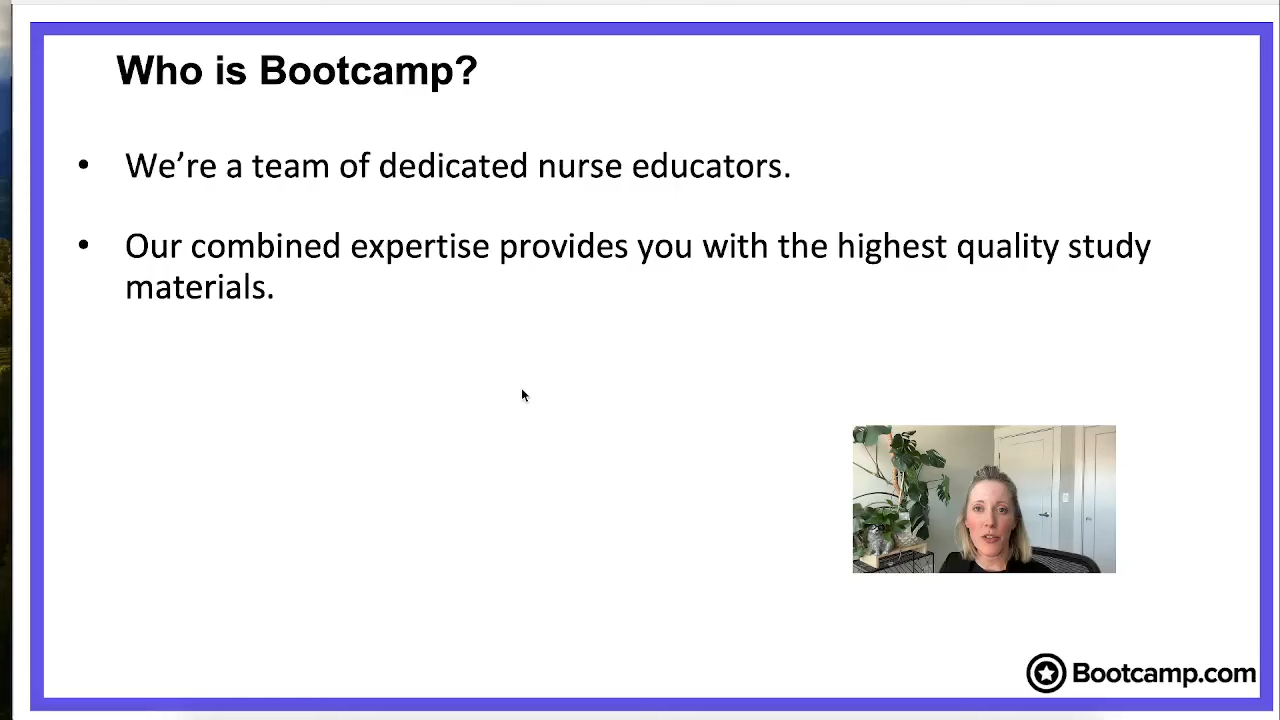 Who is Bootcamp?
• We’re a team of dedicated nurse educators.
• Our combined expertise provides you with the highest quality study
materials.
Bootcamp.com